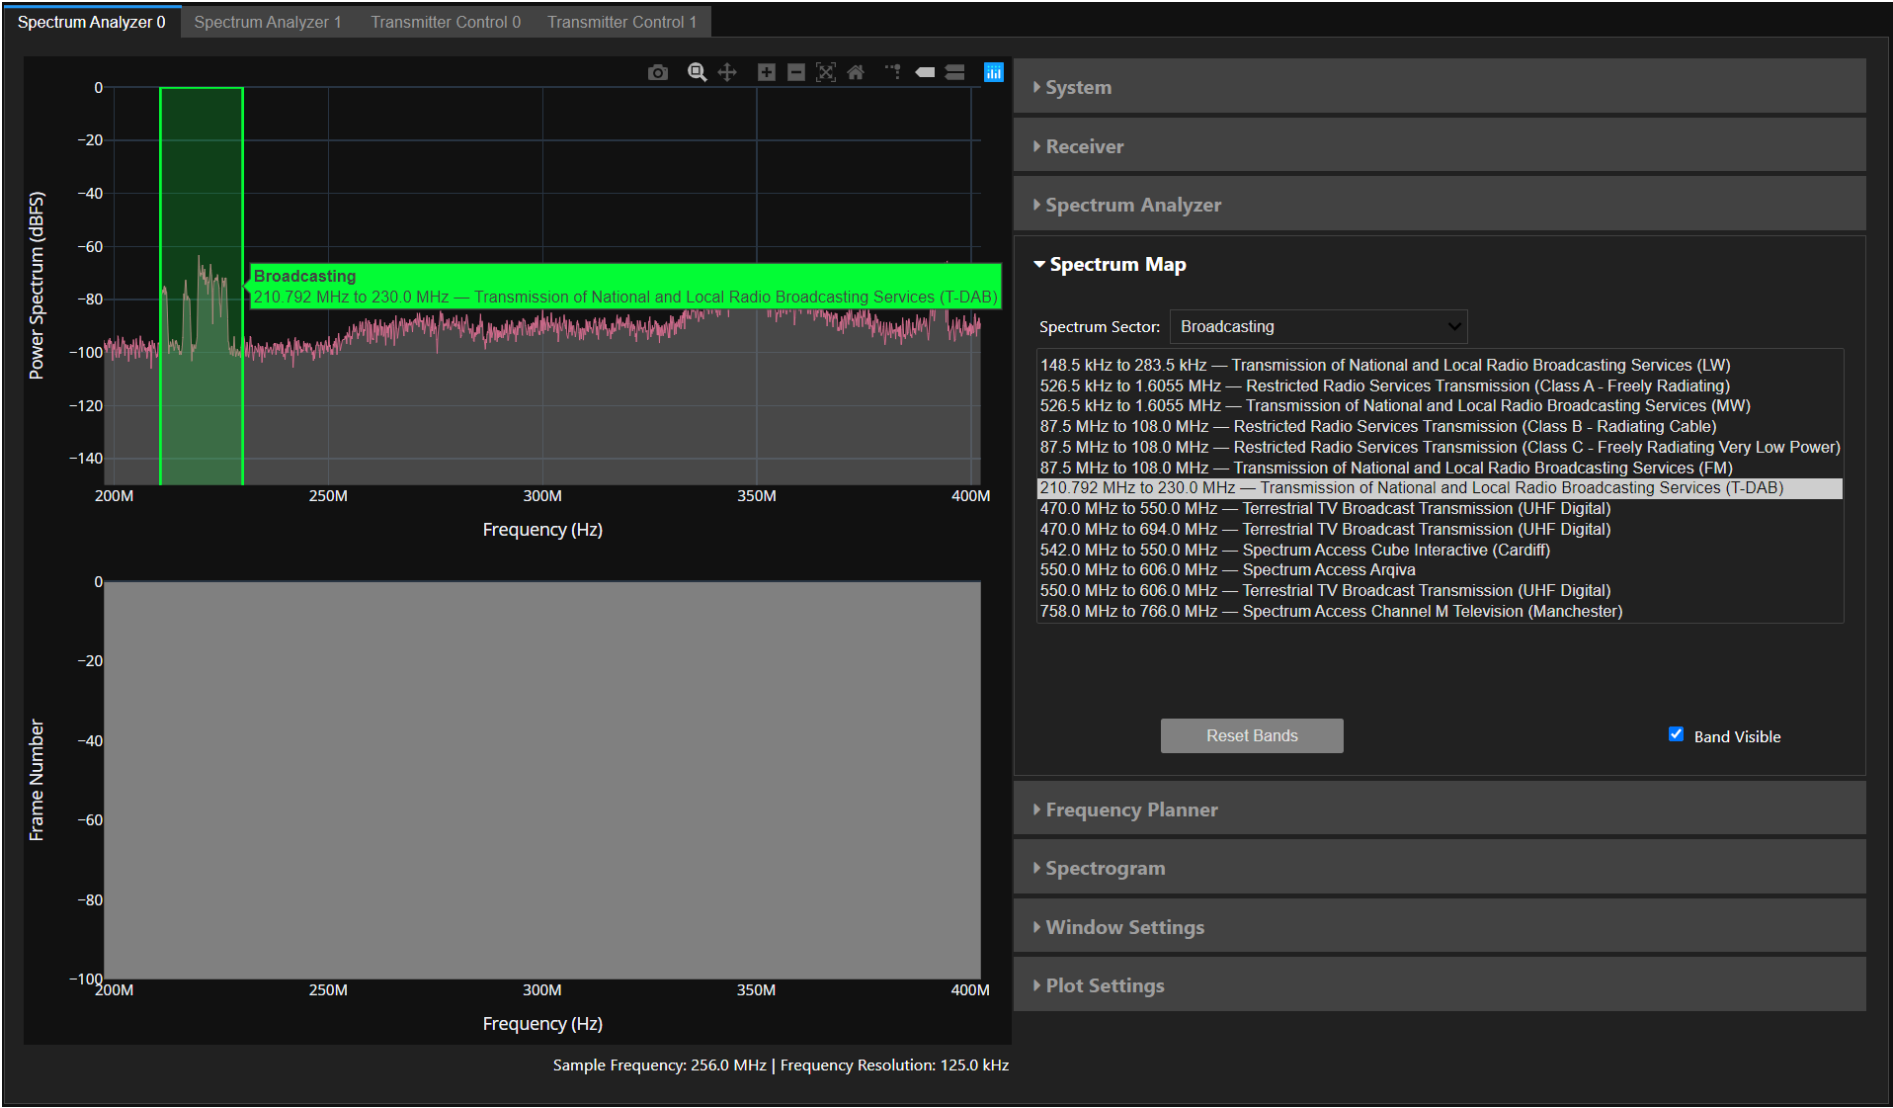 Spectrum Analyzer 0
Spectrum Analyzer 1
Transmitter Control 0
Transmitter Control 1
0
−20
−40
−60
−80
−100
−120
−140
Power Spectrum (dBFS)
Broadcasting
210.792 MHz to 230.0 MHz — Transmission of National and Local Radio Broadcasting Services (T-DAB)
200M
250M
300M
350M
400M
Frequency (Hz)
0
−20
−40
−60
−80
−100
Frame Number
200M
250M
300M
350M
400M
Frequency (Hz)
Sample Frequency: 256.0 MHz | Frequency Resolution: 125.0 kHz
System
Receiver
Spectrum Analyzer
Spectrum Map
Spectrum Sector: Broadcasting
148.5 kHz to 283.5 kHz — Transmission of National and Local Radio Broadcasting Services (LW)
526.5 kHz to 1.6055 MHz — Restricted Radio Services Transmission (Class A - Freely Radiating)
526.5 kHz to 1.6055 MHz — Transmission of National and Local Radio Broadcasting Services (MW)
87.5 MHz to 108.0 MHz — Restricted Radio Services Transmission (Class B - Radiating Cable)
87.5 MHz to 108.0 MHz — Restricted Radio Services Transmission (Class C - Freely Radiating Very Low Power)
87.5 MHz to 108.0 MHz — Transmission of National and Local Radio Broadcasting Services (FM)
210.792 MHz to 230.0 MHz — Transmission of National and Local Radio Broadcasting Services (T-DAB)
470.0 MHz to 550.0 MHz — Terrestrial TV Broadcast Transmission (UHF Digital)
470.0 MHz to 694.0 MHz — Terrestrial TV Broadcast Transmission (UHF Digital)
542.0 MHz to 550.0 MHz — Spectrum Access Cube Interactive (Cardiff)
550.0 MHz to 606.0 MHz — Spectrum Access Arqiva
550.0 MHz to 606.0 MHz — Terrestrial TV Broadcast Transmission (UHF Digital)
758.0 MHz to 766.0 MHz — Spectrum Access Channel M Television (Manchester)
Reset Bands
Band Visible
Frequency Planner
Spectrogram
Window Settings
Plot Settings